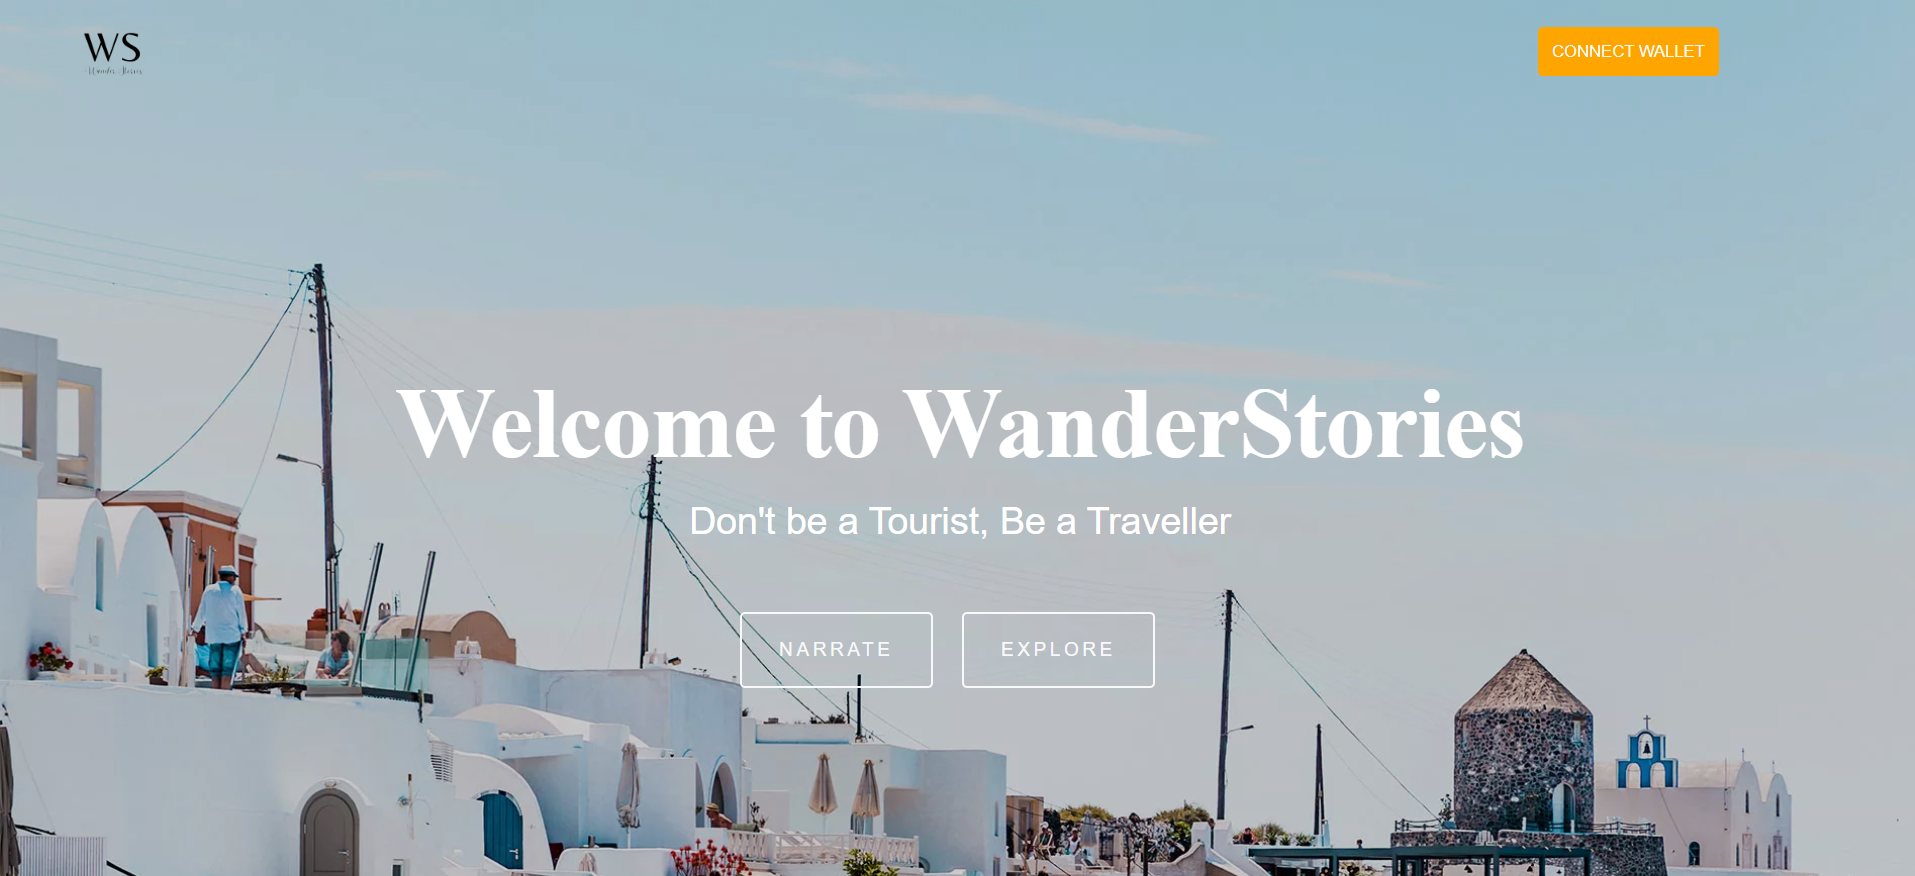 WS
Wander Stories
CONNECT WALLET
Welcome to WanderStories
Don't be a Tourist, Be a Traveller
NARRATE
EXPLORE